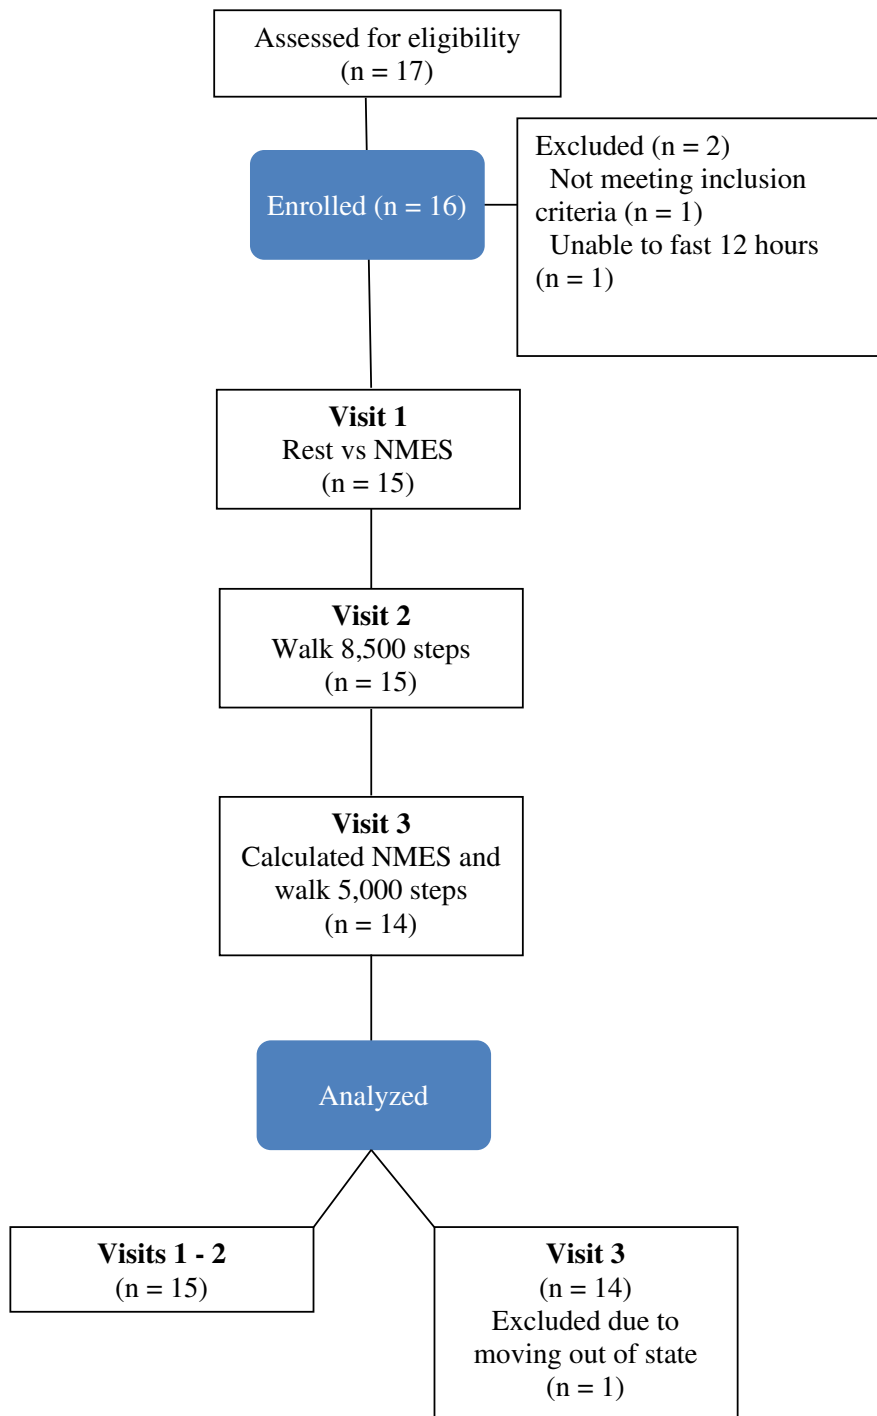 Assessed for eligibility
(n = 17)
Enrolled (n = 16)
Excluded (n = 2)
Not meeting inclusion
criteria (n = 1)
Unable to fast 12 hours
(n = 1)
Visit 1
Rest vs NMES
(n = 15)
Visit 2
Walk 8,500 steps
(n = 15)
Visit 3
Calculated NMES and
walk 5,000 steps
(n = 14)
Analyzed
Visits 1 - 2
(n = 15)
Visit 3
(n = 14)
Excluded due to
moving out of state
(n = 1)